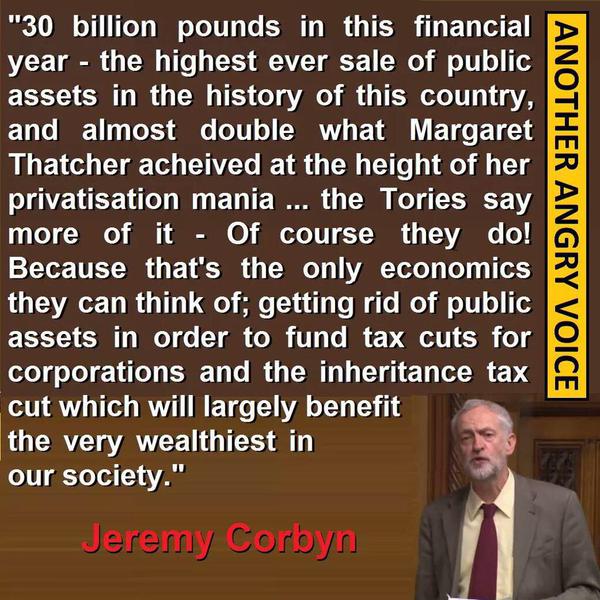 "30 billion pounds in this financial
year - the highest ever sale of public
assets in the history of this country,
and almost double what Margaret
Thatcher acheived at the height of her
privatisation mania ... the Tories say
more of it - Of course they do!
Because that's the only economics
they can think of; getting rid of public
assets in order to fund tax cuts for
corporations and the inheritance tax
cut which will largely benefit
the very wealthiest in
our society."
Jeremy Corbyn
ANOTHER ANGRY VOICE